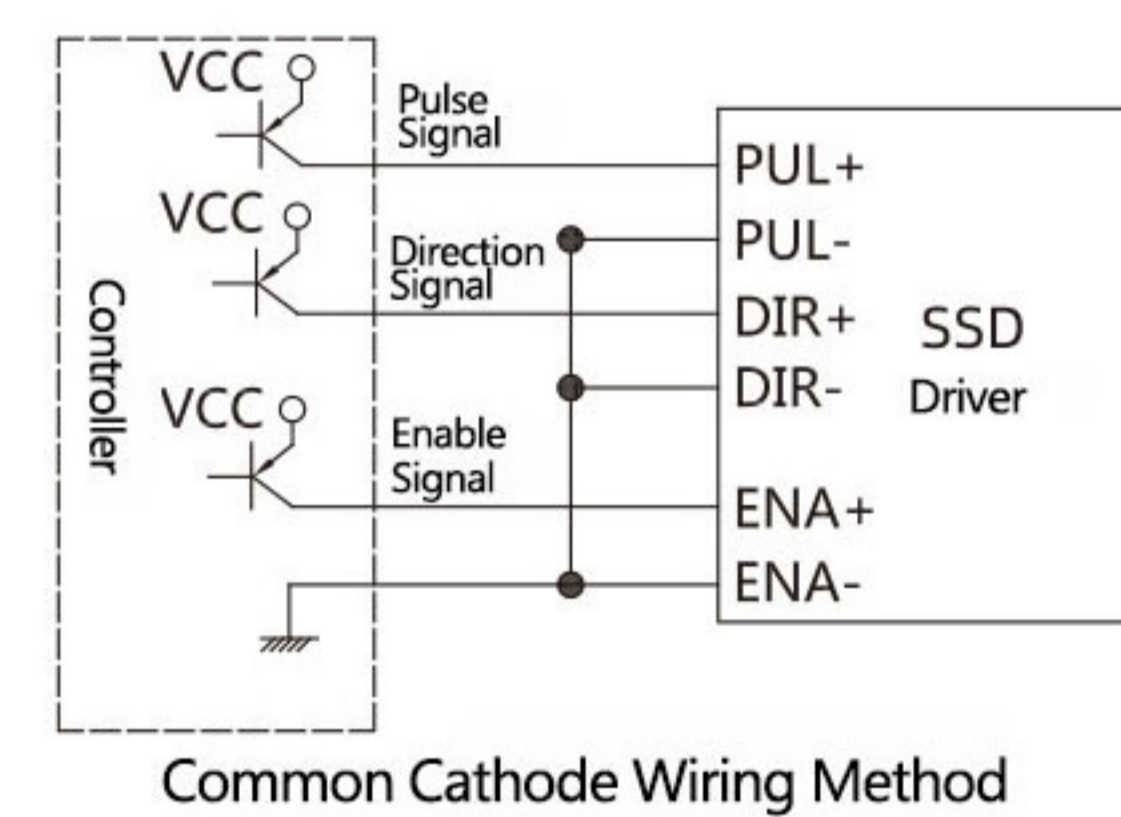 VCC
Pulse
Signal
PUL+
VCC
PUL-
Direction
Signal
DIR+
SSD
Controller
DIR-
Driver
VCC
Enable
Signal
ENA+
ENA-
Common Cathode Wiring Method